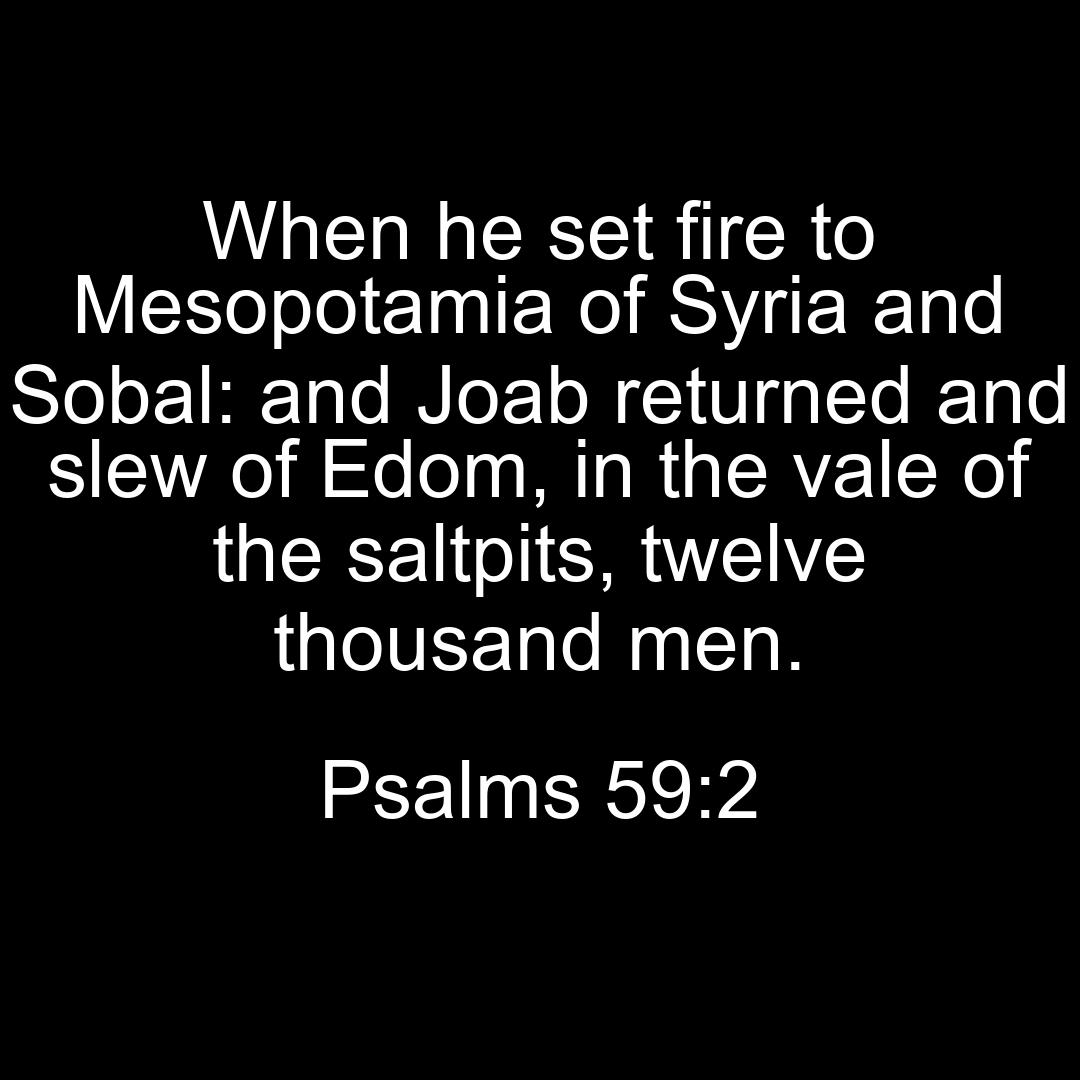 When he set fire to
Mesopotamia of Syria and
Sobal: and Joab returned and
slew of Edom, in the vale of
the saltpits, twelve
thousand men.
Psalms 59:2